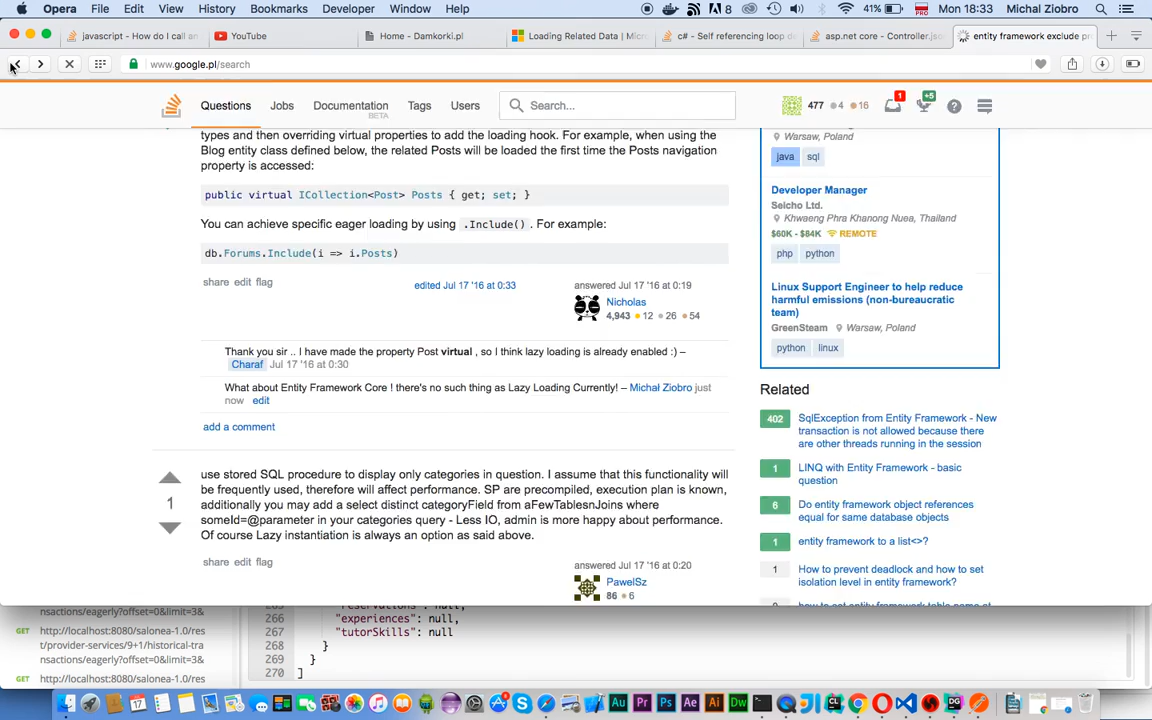 Opera File Edit View History Bookmarks Developer Window Help 8 41% Mon 18:33 Michal Ziobro
javascript - How do I call an YouTube Home - Damkorki.pl Loading Related Data | Micr c# - Self referencing loop de asp.net core - Controller.jso entity framework exclude pr
www.google.pl/search
Questions Jobs Documentation Tags Users Search... 477 4 16 1 +5
BETA
types and then overriding virtual properties to add the loading hook. For example, when using the
Blog entity class defined below, the related Posts will be loaded the first time the Posts navigation
property is accessed:
public virtual ICollection<Post> Posts { get; set; }
You can achieve specific eager loading by using .Include() . For example:
db.Forums.Include(i => i.Posts)
share edit flag
edited Jul 17 '16 at 0:33
answered Jul 17 '16 at 0:19
Nicholas
4,943 12 26 54
Thank you sir .. I have made the property Post virtual , so I think lazy loading is already enabled :) –
Charaf Jul 17 '16 at 0:30
What about Entity Framework Core ! there's no such thing as Lazy Loading Currently! – Michał Ziobro just
now edit
add a comment
1
use stored SQL procedure to display only categories in question. I assume that this functionality will
be frequently used, therefore will affect performance. SP are precompiled, execution plan is known,
additionally you may add a select distinct categoryField from aFewTablesnJoins where
someId=@parameter in your categories query - Less IO, admin is more happy about performance.
Of course Lazy instantiation is always an option as said above.
share edit flag
answered Jul 17 '16 at 0:20
PawelSz
86 6
Warsaw, Poland
java sql
Developer Manager
Seicho Ltd.
Khwaeng Phra Khanong Nuea, Thailand
$60K - $84K REMOTE
php python
Linux Support Engineer to help reduce
harmful emissions (non-bureaucratic
team)
GreenSteam Warsaw, Poland
python linux
Related
402 SqlException from Entity Framework - New
transaction is not allowed because
there are other threads running in the session
1 LINQ with Entity Framework - basic
question
6 Do entity framework object references
equal for same database objects
1 entity framework to a list<>?
1 How to prevent deadlock and how to set
isolation level in entity framework?
nsactions/eagerly?offset=0&limit=3&
GET http://localhost:8080/salonea-1.0/res
t/provider-services/9+1/historical-tra
nsactions/eagerly?offset=0&limit=3&
GET http://localhost:8080/salonea-1.0/res
"reservations": null,
266 "experiences": null,
267 "tutorSkills": null
268 }
269 }
270 ]